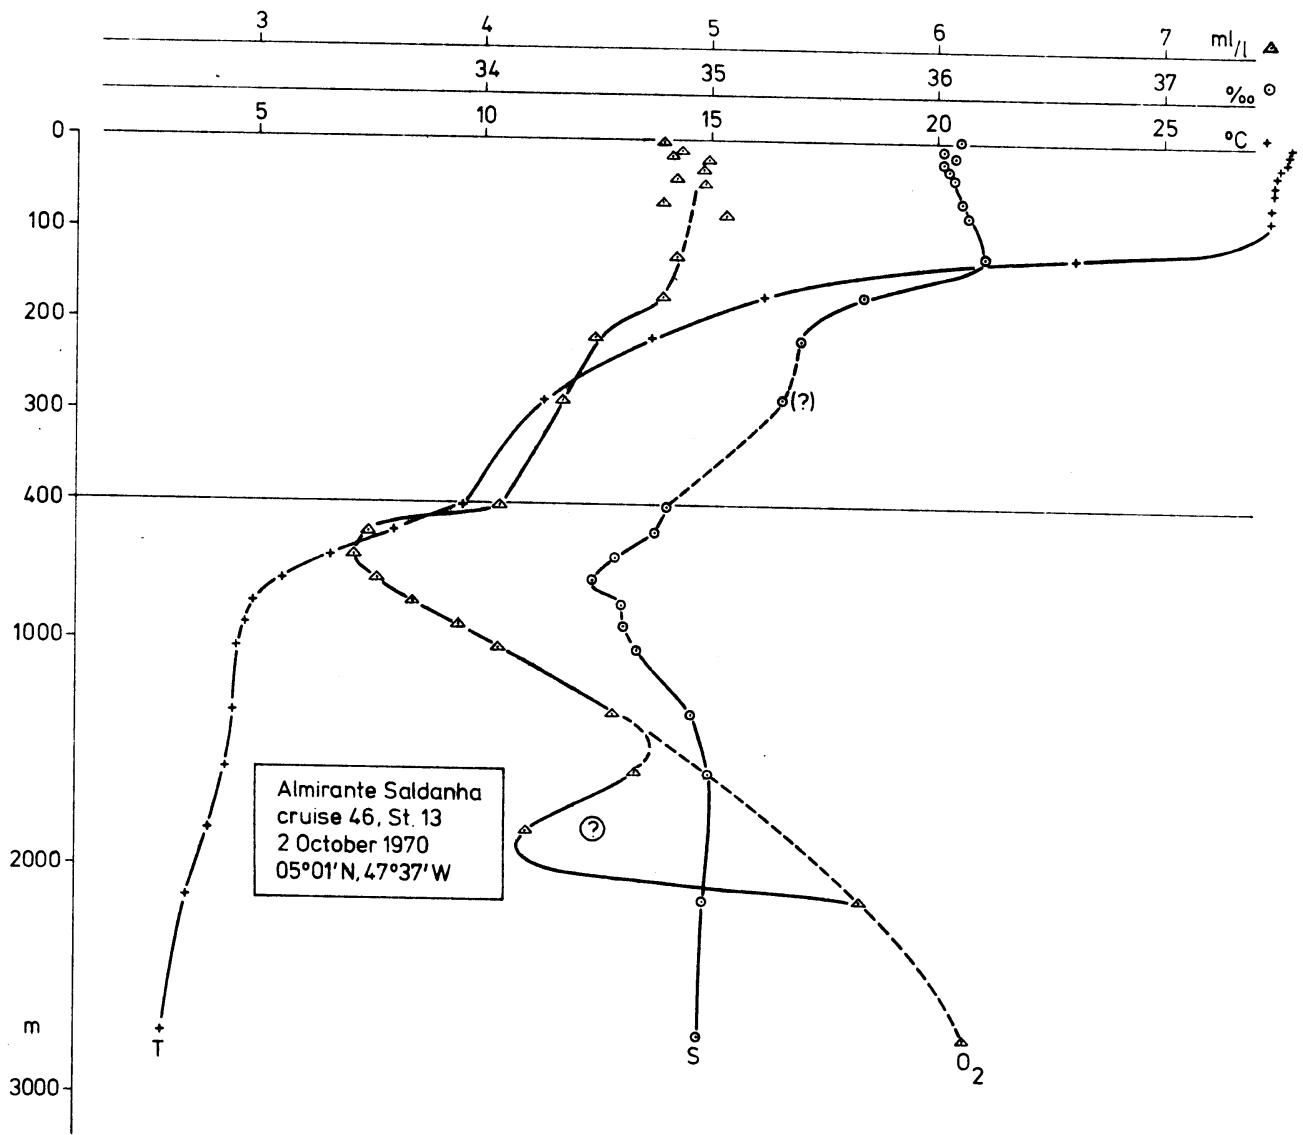 3 4 5 6 7 ml/l
34 35 36 37 ‰
5 10 15 20 25 °C
0
100
200
300
(?)
400
1000
Almirante Saldanha
cruise 46, St. 13
?
2 October 1970
2000
05°01'N, 47°37'W
m
T
S
O2
3000